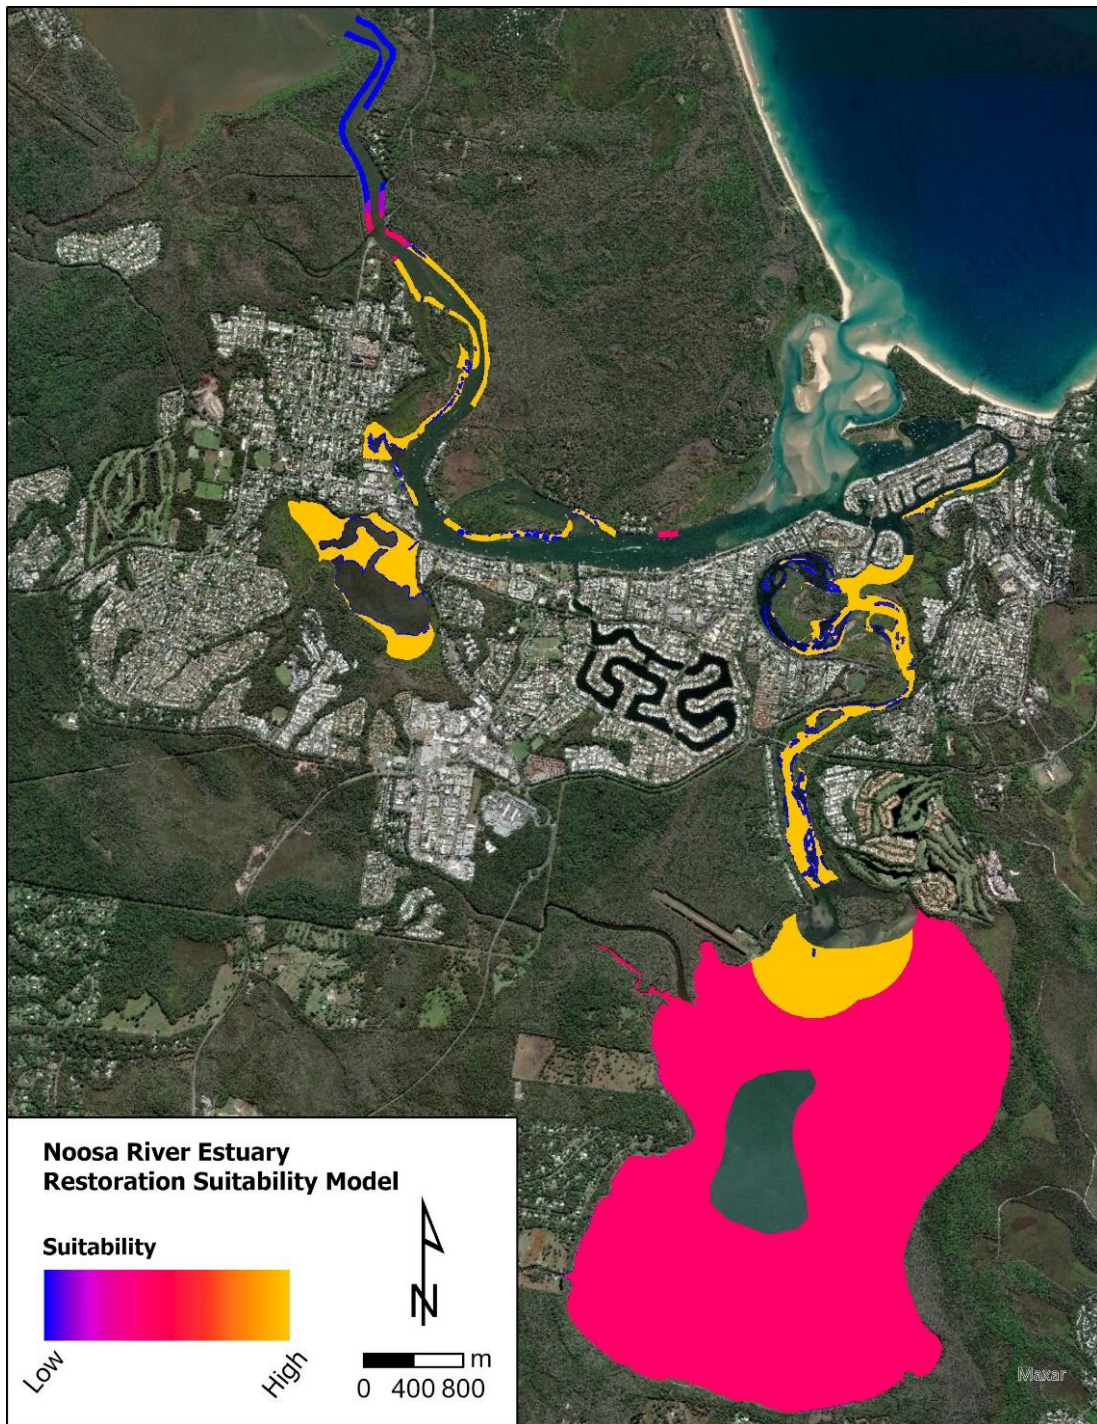 Noosa River Estuary
Restoration Suitability Model
Suitability
Low
High
N
m
0 400 800
Maxar